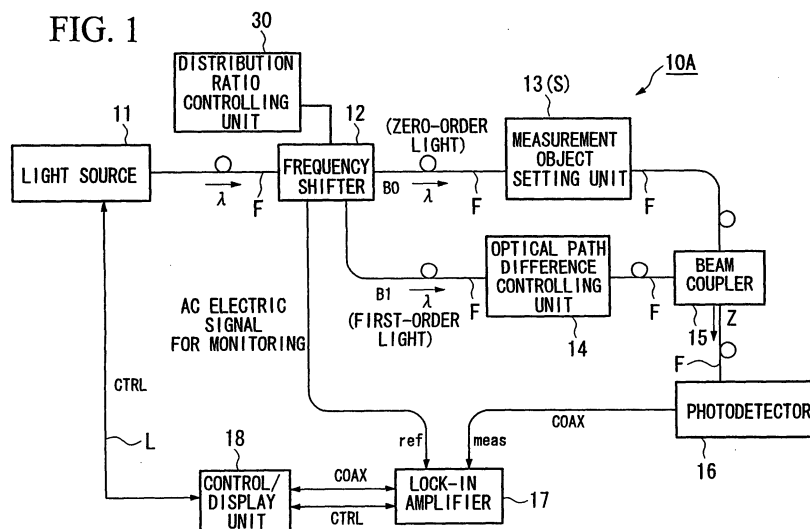 FIG. 1
30
DISTRIBUTION
RATIO
CONTROLLING
UNIT
10A
13(S)
11
12
(ZERO-ORDER
LIGHT)
MEASUREMENT
OBJECT
SETTING UNIT
LIGHT SOURCE
λ
F
FREQUENCY
SHIFTER
B0
λ
F
F
OPTICAL PATH
DIFFERENCE
CONTROLLING
UNIT
BEAM
COUPLER
B1
λ
F
F
(FIRST-ORDER
LIGHT)
14
15
Z
AC ELECTRIC
SIGNAL
FOR MONITORING
F
CTRL
PHOTODETECTOR
COAX
16
L
ref
meas
18
CONTROL/
DISPLAY
UNIT
COAX
CTRL
LOCK-IN
AMPLIFIER
17